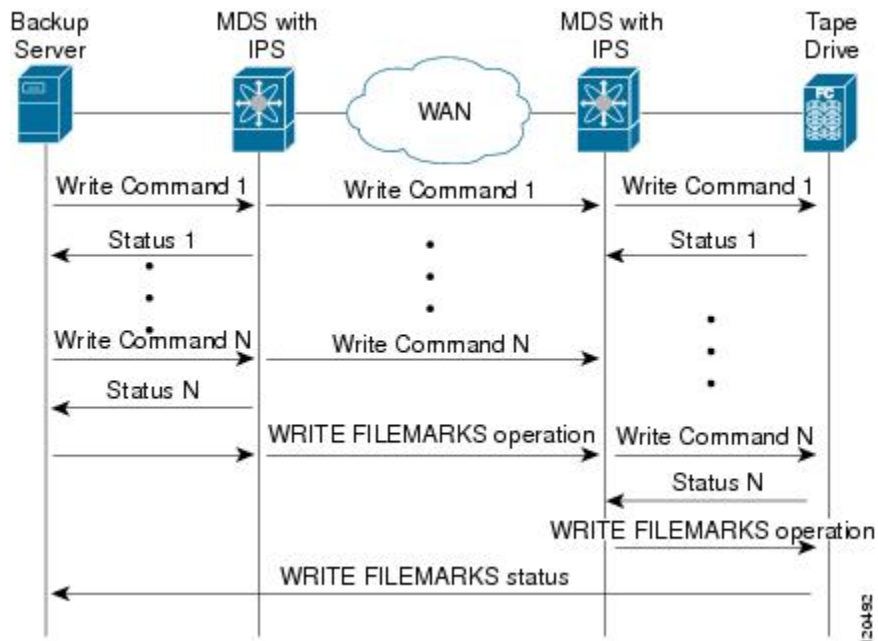 Backup
Server
MDS with
IPS
MDS with
IPS
Tape
Drive
FC
WAN
Write Command 1
Write Command 1
Write Command 1
Status 1
Status 1
Write Command N
Write Command N
Status N
WRITE FILEMARKS operation
Write Command N
Status N
WRITE FILEMARKS operation
WRITE FILEMARKS status
120492